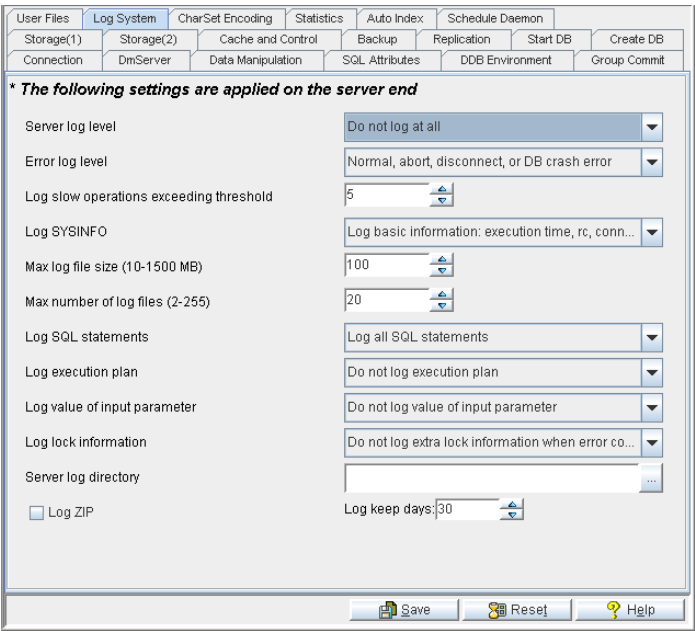 User Files Log System CharSet Encoding Statistics Auto Index Schedule Daemon
Storage(1) Storage(2) Cache and Control Backup Replication Start DB Create DB
Connection DmServer Data Manipulation SQL Attributes DDB Environment Group Commit
* The following settings are applied on the server end
Server log level Do not log at all
Error log level Normal, abort, disconnect, or DB crash error
Log slow operations exceeding threshold 5
Log SYSINFO Log basic information: execution time, rc, conn...
Max log file size (10-1500 MB) 100
Max number of log files (2-255) 20
Log SQL statements Log all SQL statements
Log execution plan Do not log execution plan
Log value of input parameter Do not log value of input parameter
Log lock information Do not log extra lock information when error co...
Server log directory ...
Log ZIP Log keep days: 30
Save Reset Help